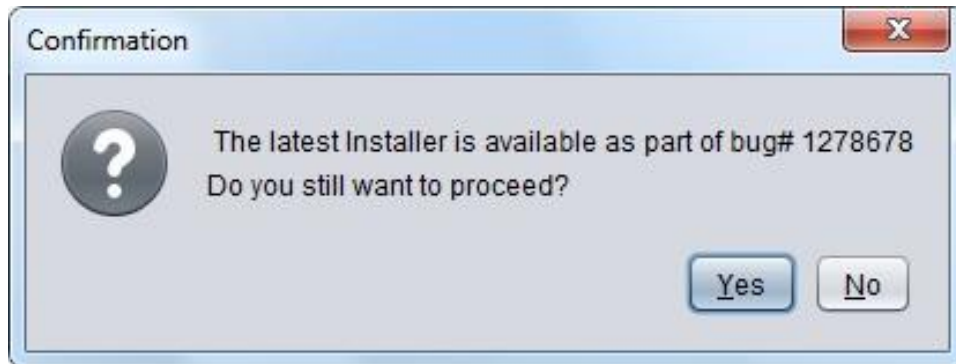 Confirmation
The latest Installer is available as part of bug# 1278678
Do you still want to proceed?
Yes
No